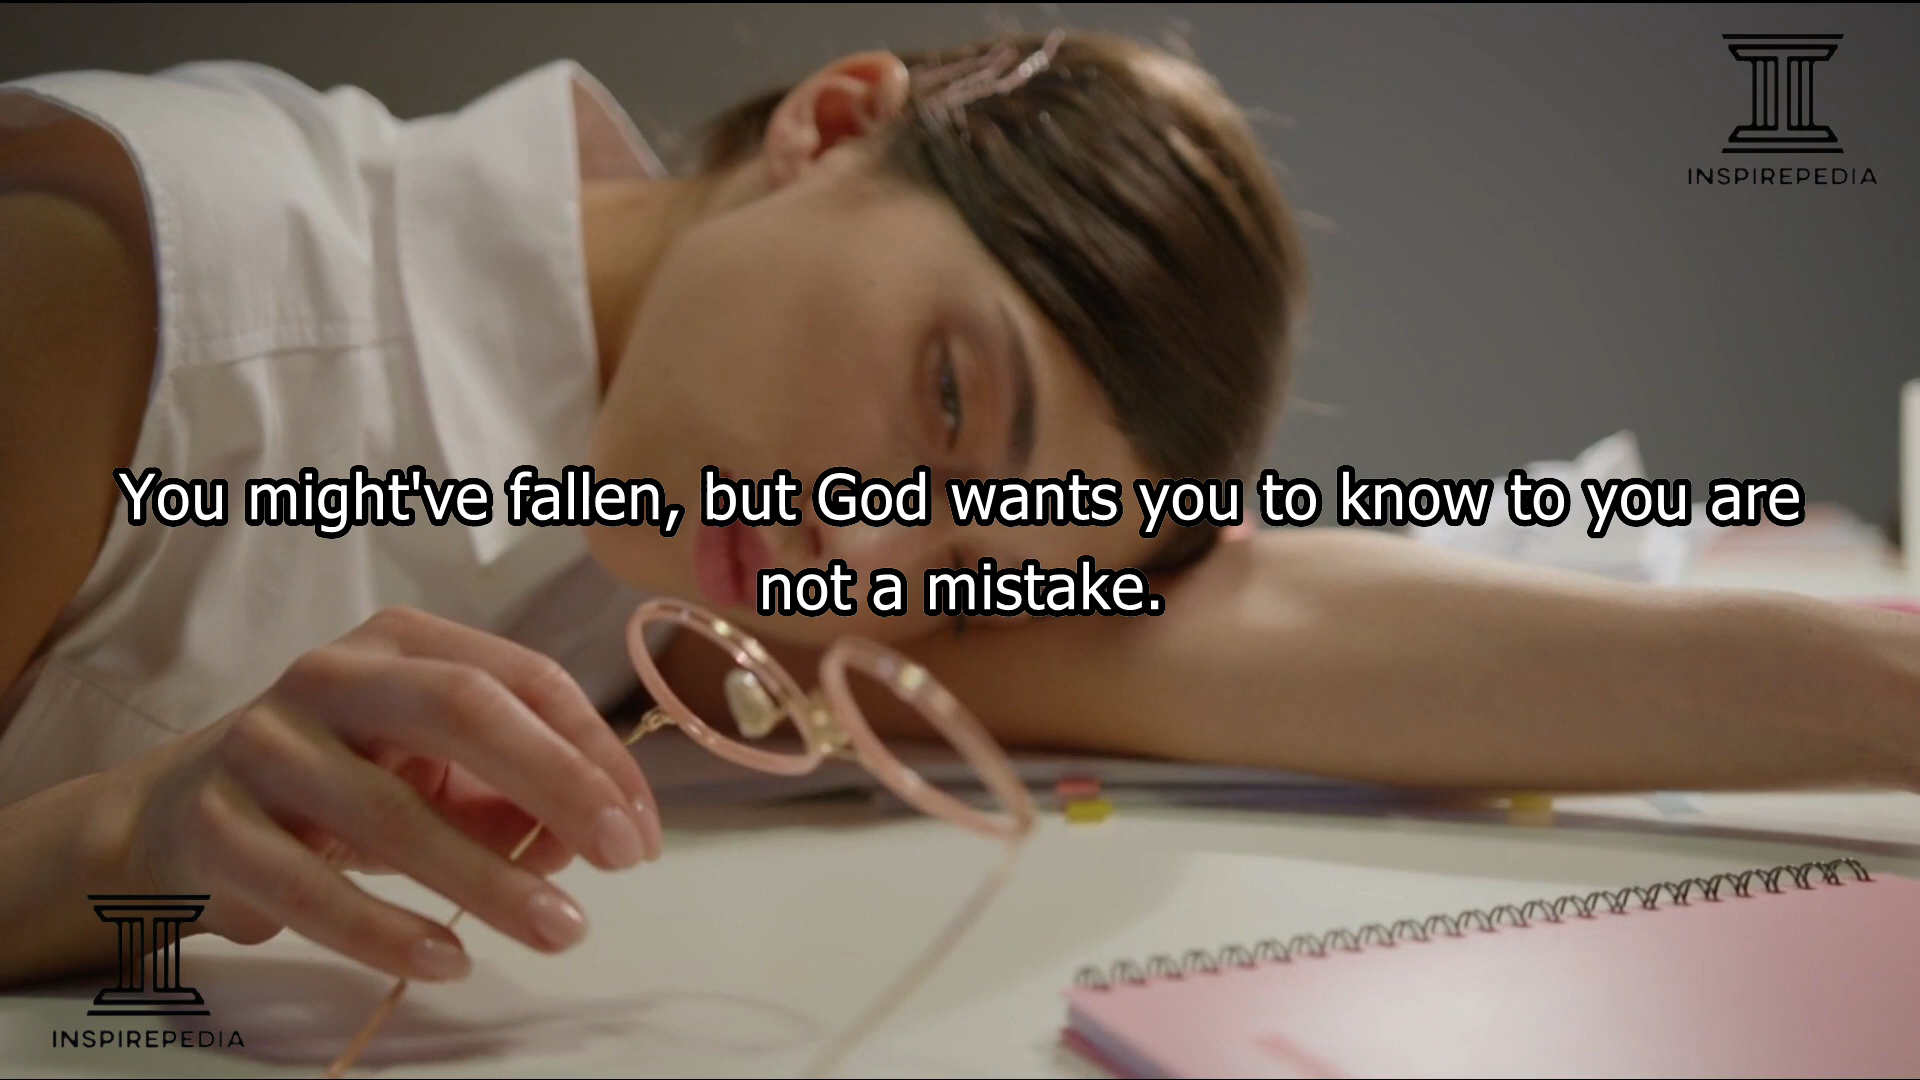 INSPIREPEDIA
You might've fallen, but God wants you to know to you are
not a mistake.
INSPIREPEDIA